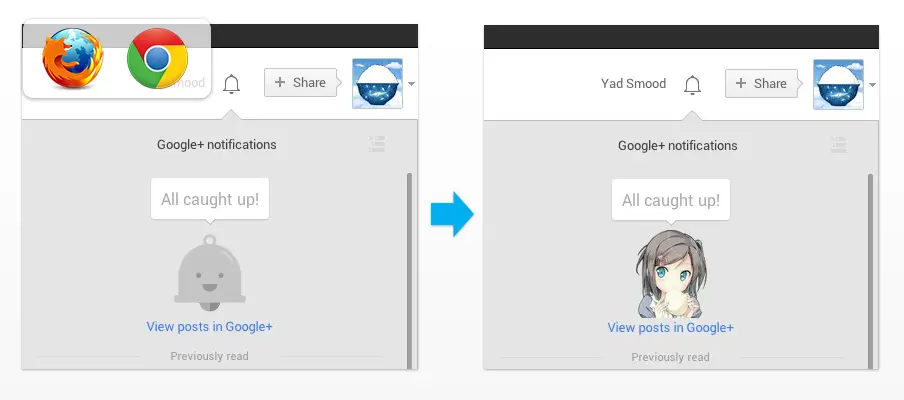 + Share
Google+ notifications
All caught up!
View posts in Google+
Previously read
Yad Smood
+ Share
Google+ notifications
All caught up!
View posts in Google+
Previously read